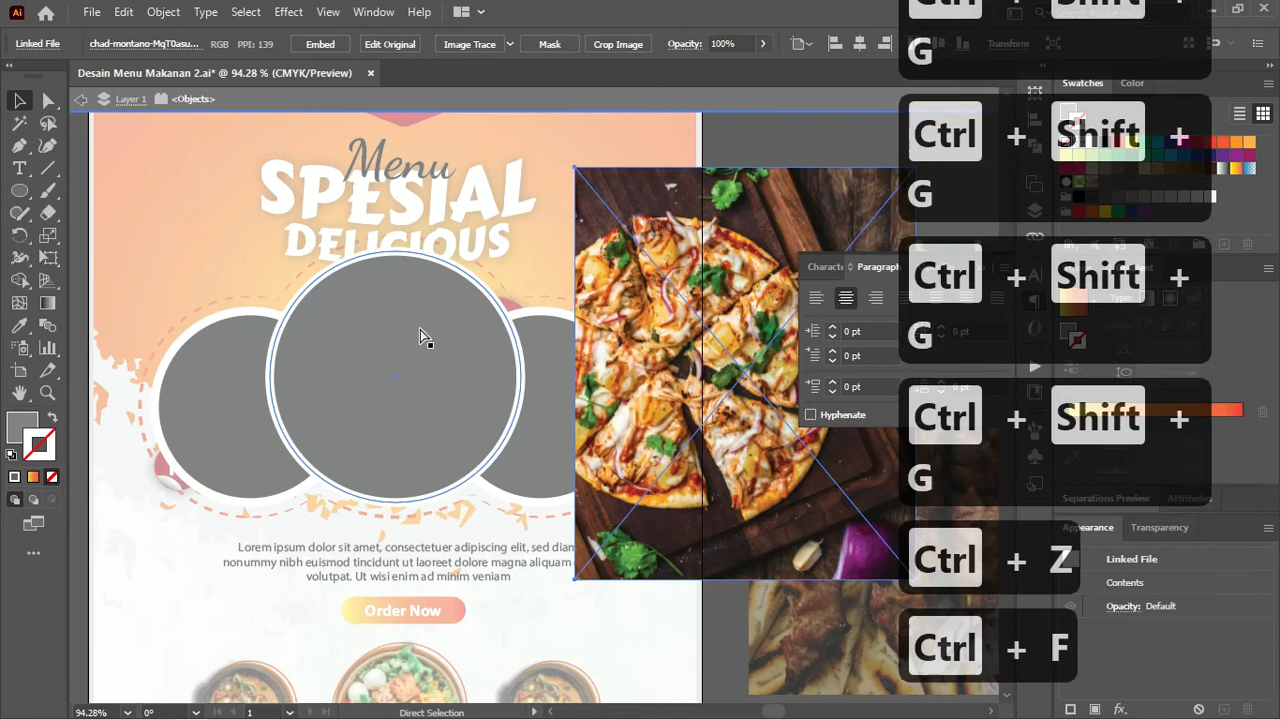 Ai File Edit Object Type Select Effect View Window Help
Linked File chad-montano-MqT0asu... RGB PPI: 139 Embed Edit Original Image Trace Mask Crop Image Opacity: 100% Transform
Desain Menu Makanan 2.ai* @ 94.28 % (CMYK/Preview)
Layer 1 <Objects>
Menu
SPESIAL
DELICIOUS
Lorem ipsum dolor sit amet, consectetuer adipiscing elit, sed diam
nonummy nibh euismod tincidunt ut laoreet dolore magna aliquam
volutpat. Ut wisi enim ad minim veniam
Order Now
Paragraph
0 pt 0 pt
0 pt
0 pt 0 pt
Hyphenate
Ctrl + Shift +
G
Ctrl + Shift +
G
Ctrl + Shift +
G
Ctrl + Shift +
G
Ctrl + Z
Ctrl + F
Swatches Color
Separations Preview Attributes
Appearance Transparency
Linked File
Contents
Opacity: Default
94.28% 0° 1 Direct Selection